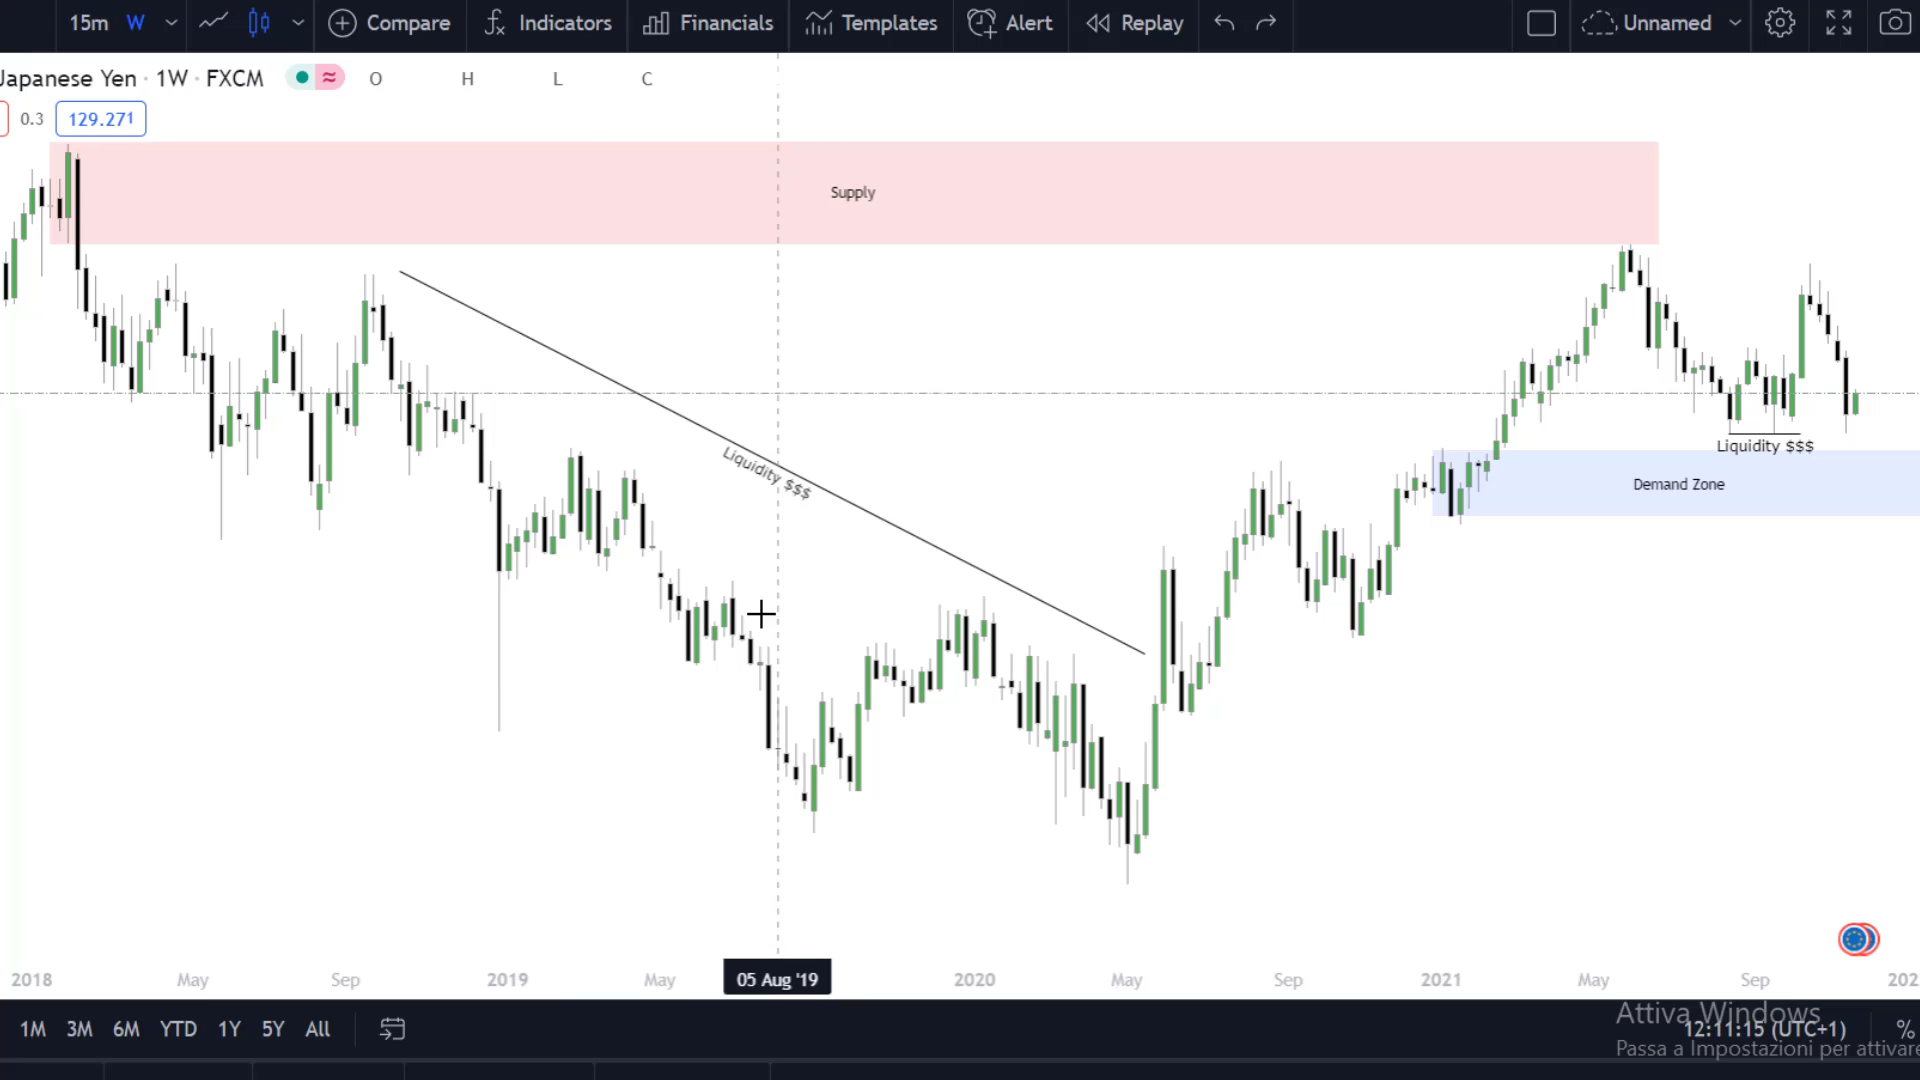 15m W Compare Indicators Financials Templates Alert Replay Unnamed
Japanese Yen · 1W · FXCM O H L C
0.3 129.271
Supply
Liquidity $$$
Liquidity $$$
Demand Zone
2018 May Sep 2019 May 05 Aug '19 2020 May Sep 2021 May Sep 202
1M 3M 6M YTD 1Y 5Y All 12:11:15 (UTC+1) %
Attiva Windows
Passa a Impostazioni per attivare